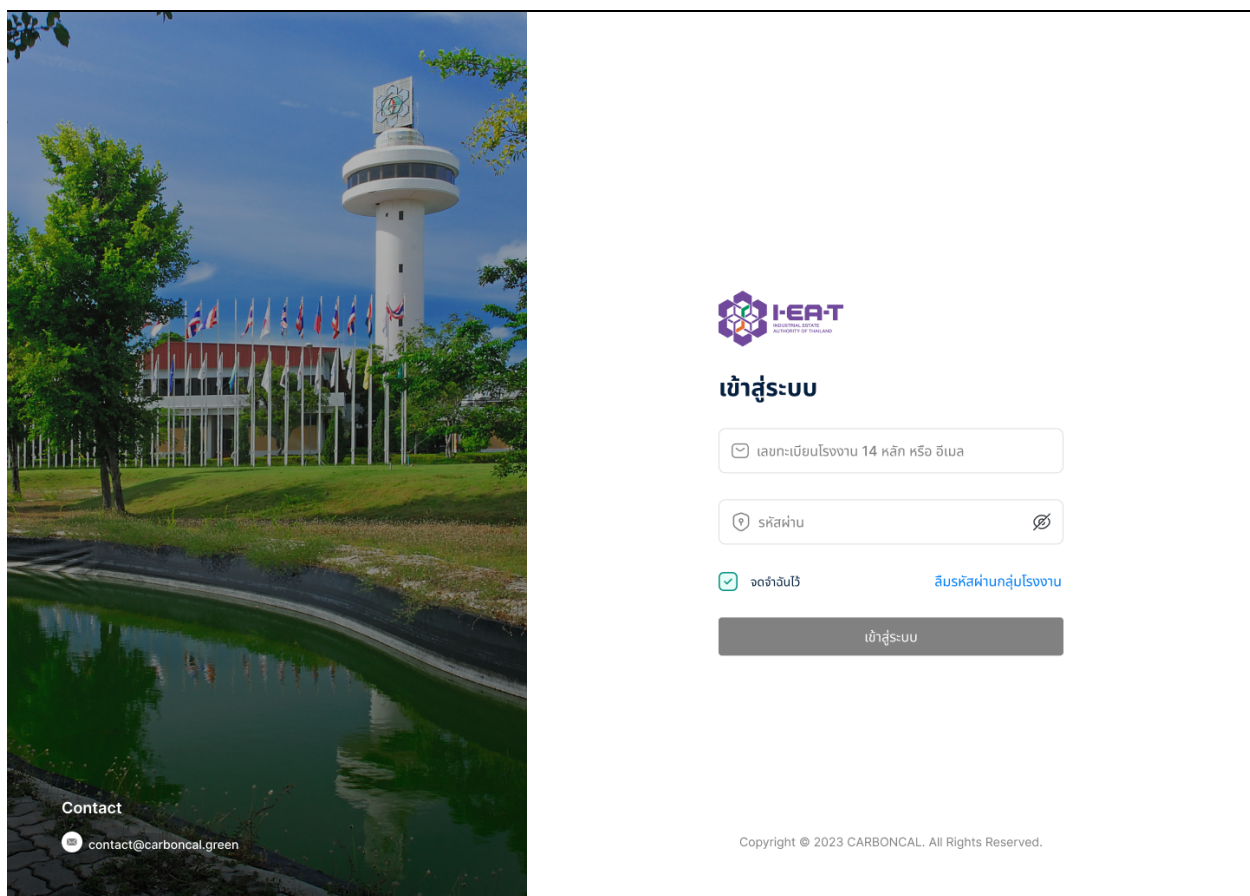 I-EA-T
INDUSTRIAL ESTATE
AUTHORITY OF THAILAND
เข้าสู่ระบบ
เลขทะเบียนโรงงาน 14 หลัก หรือ อีเมล
รหัสผ่าน
จดจำฉันไว้
ลืมรหัสผ่านกลุ่มโรงงาน
เข้าสู่ระบบ
Contact
contact@carboncal.green
Copyright © 2023 CARBONCAL. All Rights Reserved.